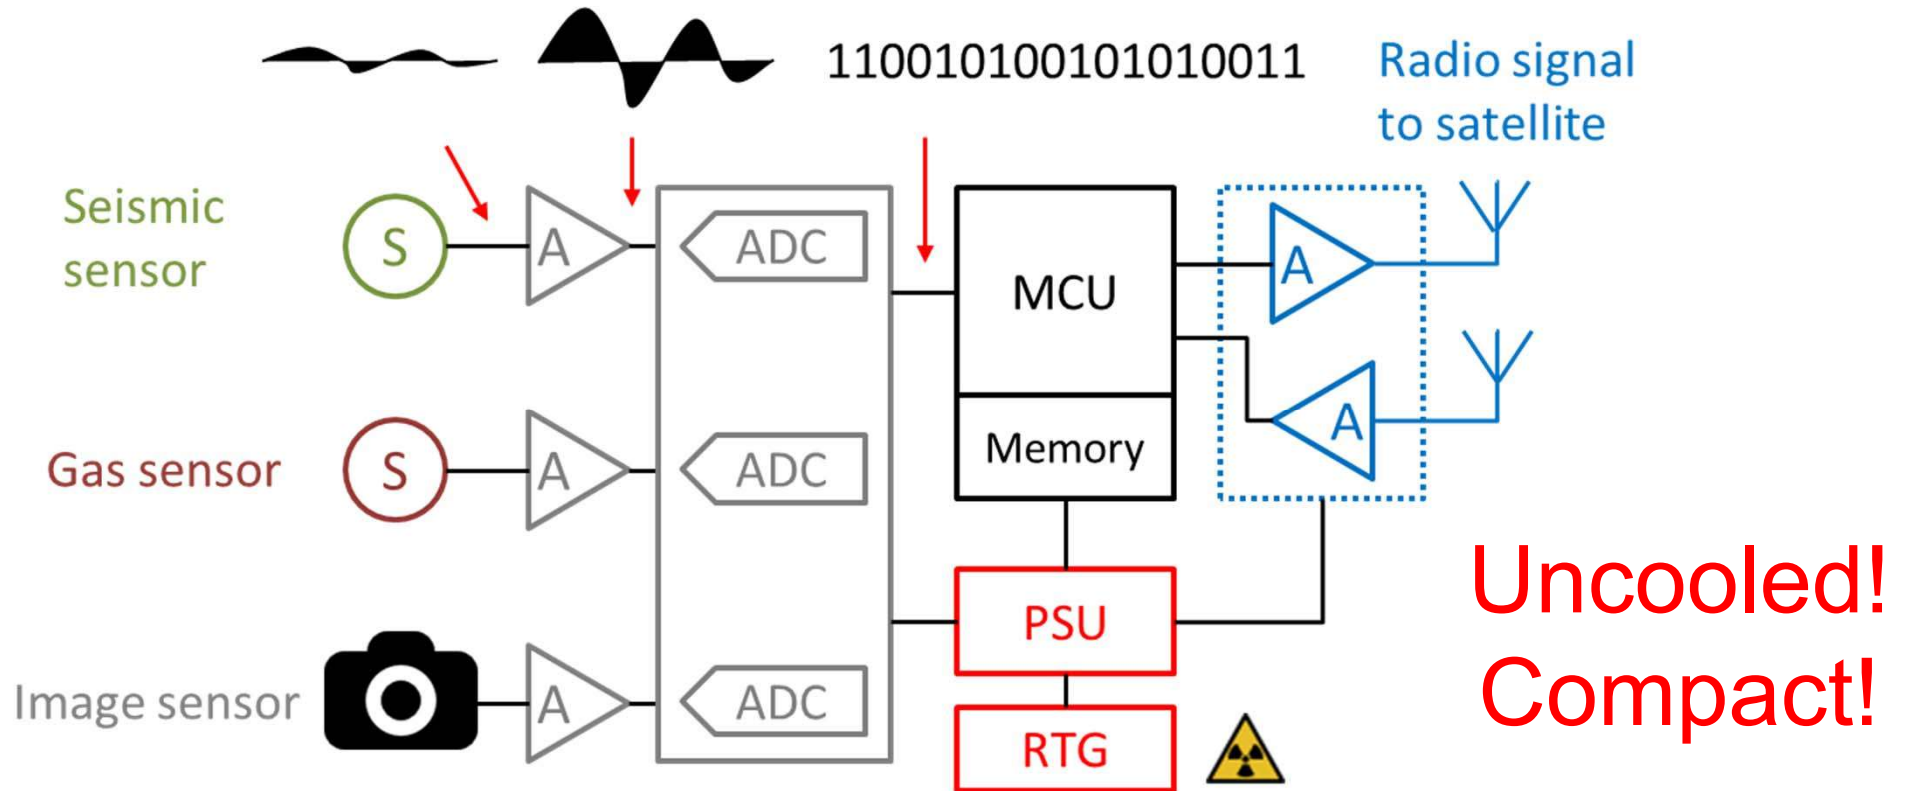 110010100101010011
Radio signal
to satellite
Seismic
sensor
S
A
ADC
MCU
A
A
Gas sensor
S
A
ADC
Memory
Uncooled!
Compact!
PSU
Image sensor
A
ADC
RTG